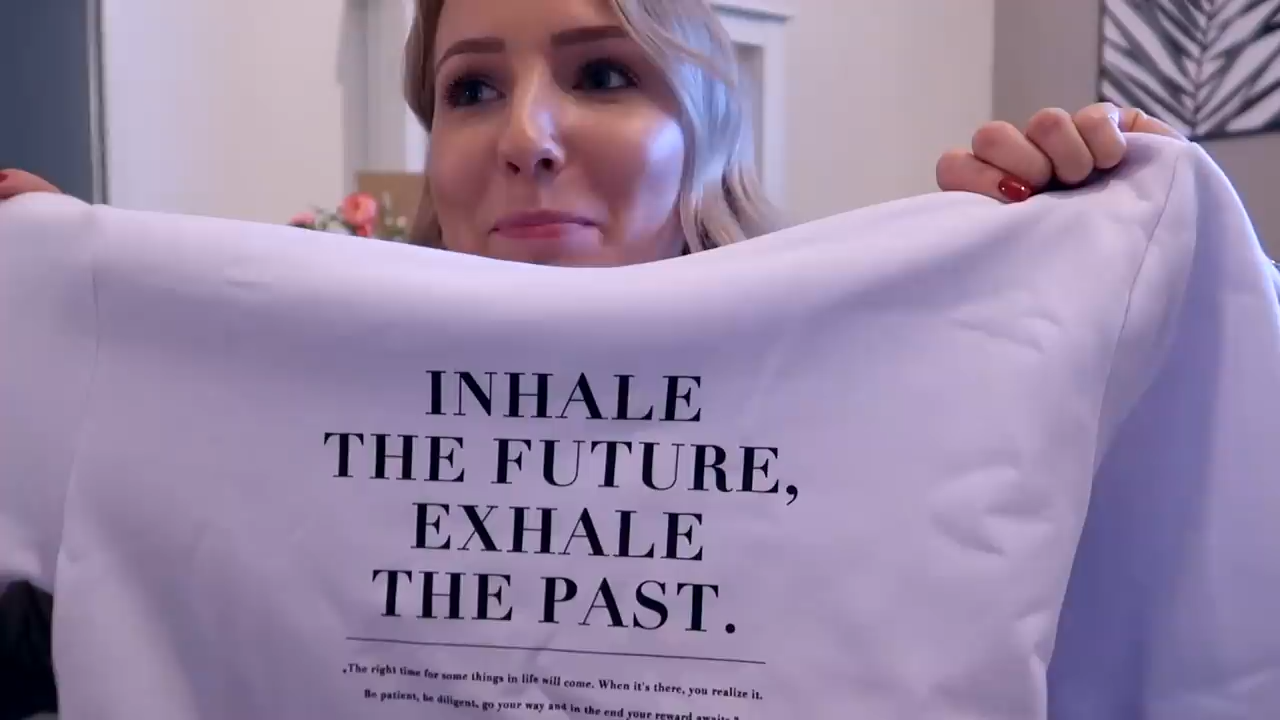 INHALE
THE FUTURE,
EXHALE
THE PAST.
„The right time for some things in life will come. When it's there, you realize it.
Be patient, be diligent, go your way and in the end your reward awaits."